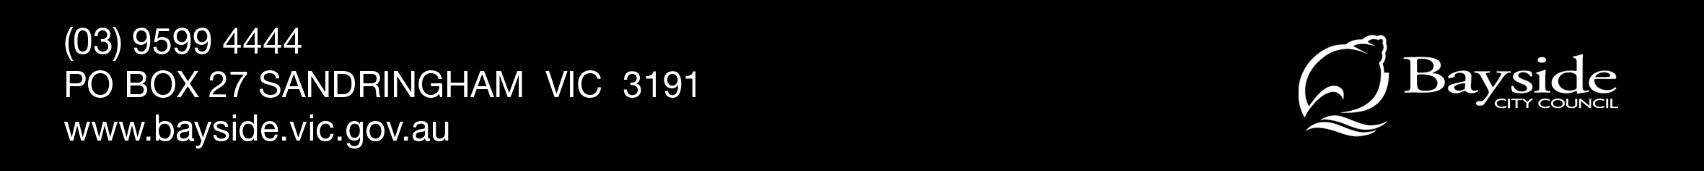 (03) 9599 4444
PO BOX 27 SANDRINGHAM VIC 3191
www.bayside.vic.gov.au
Bayside
CITY COUNCIL